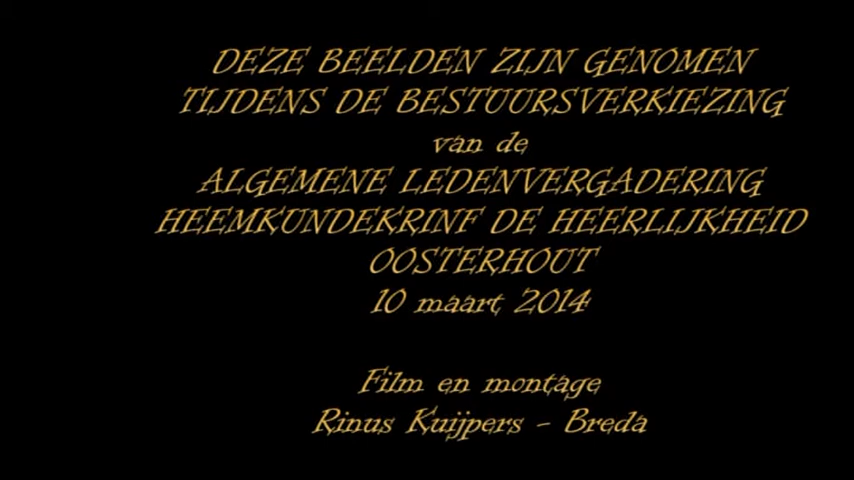 DEZE BEELDEN ZIJN GENOMEN
TIJDENS DE BESTUURSVERKIEZING
van de
ALGEMENE LEDENVERGADERING
HEEMKUNDEKRINF DE HEERLIJKHEID
OOSTERHOUT
10 maart 2014
Film en montage
Rinus Kuijpers - Breda